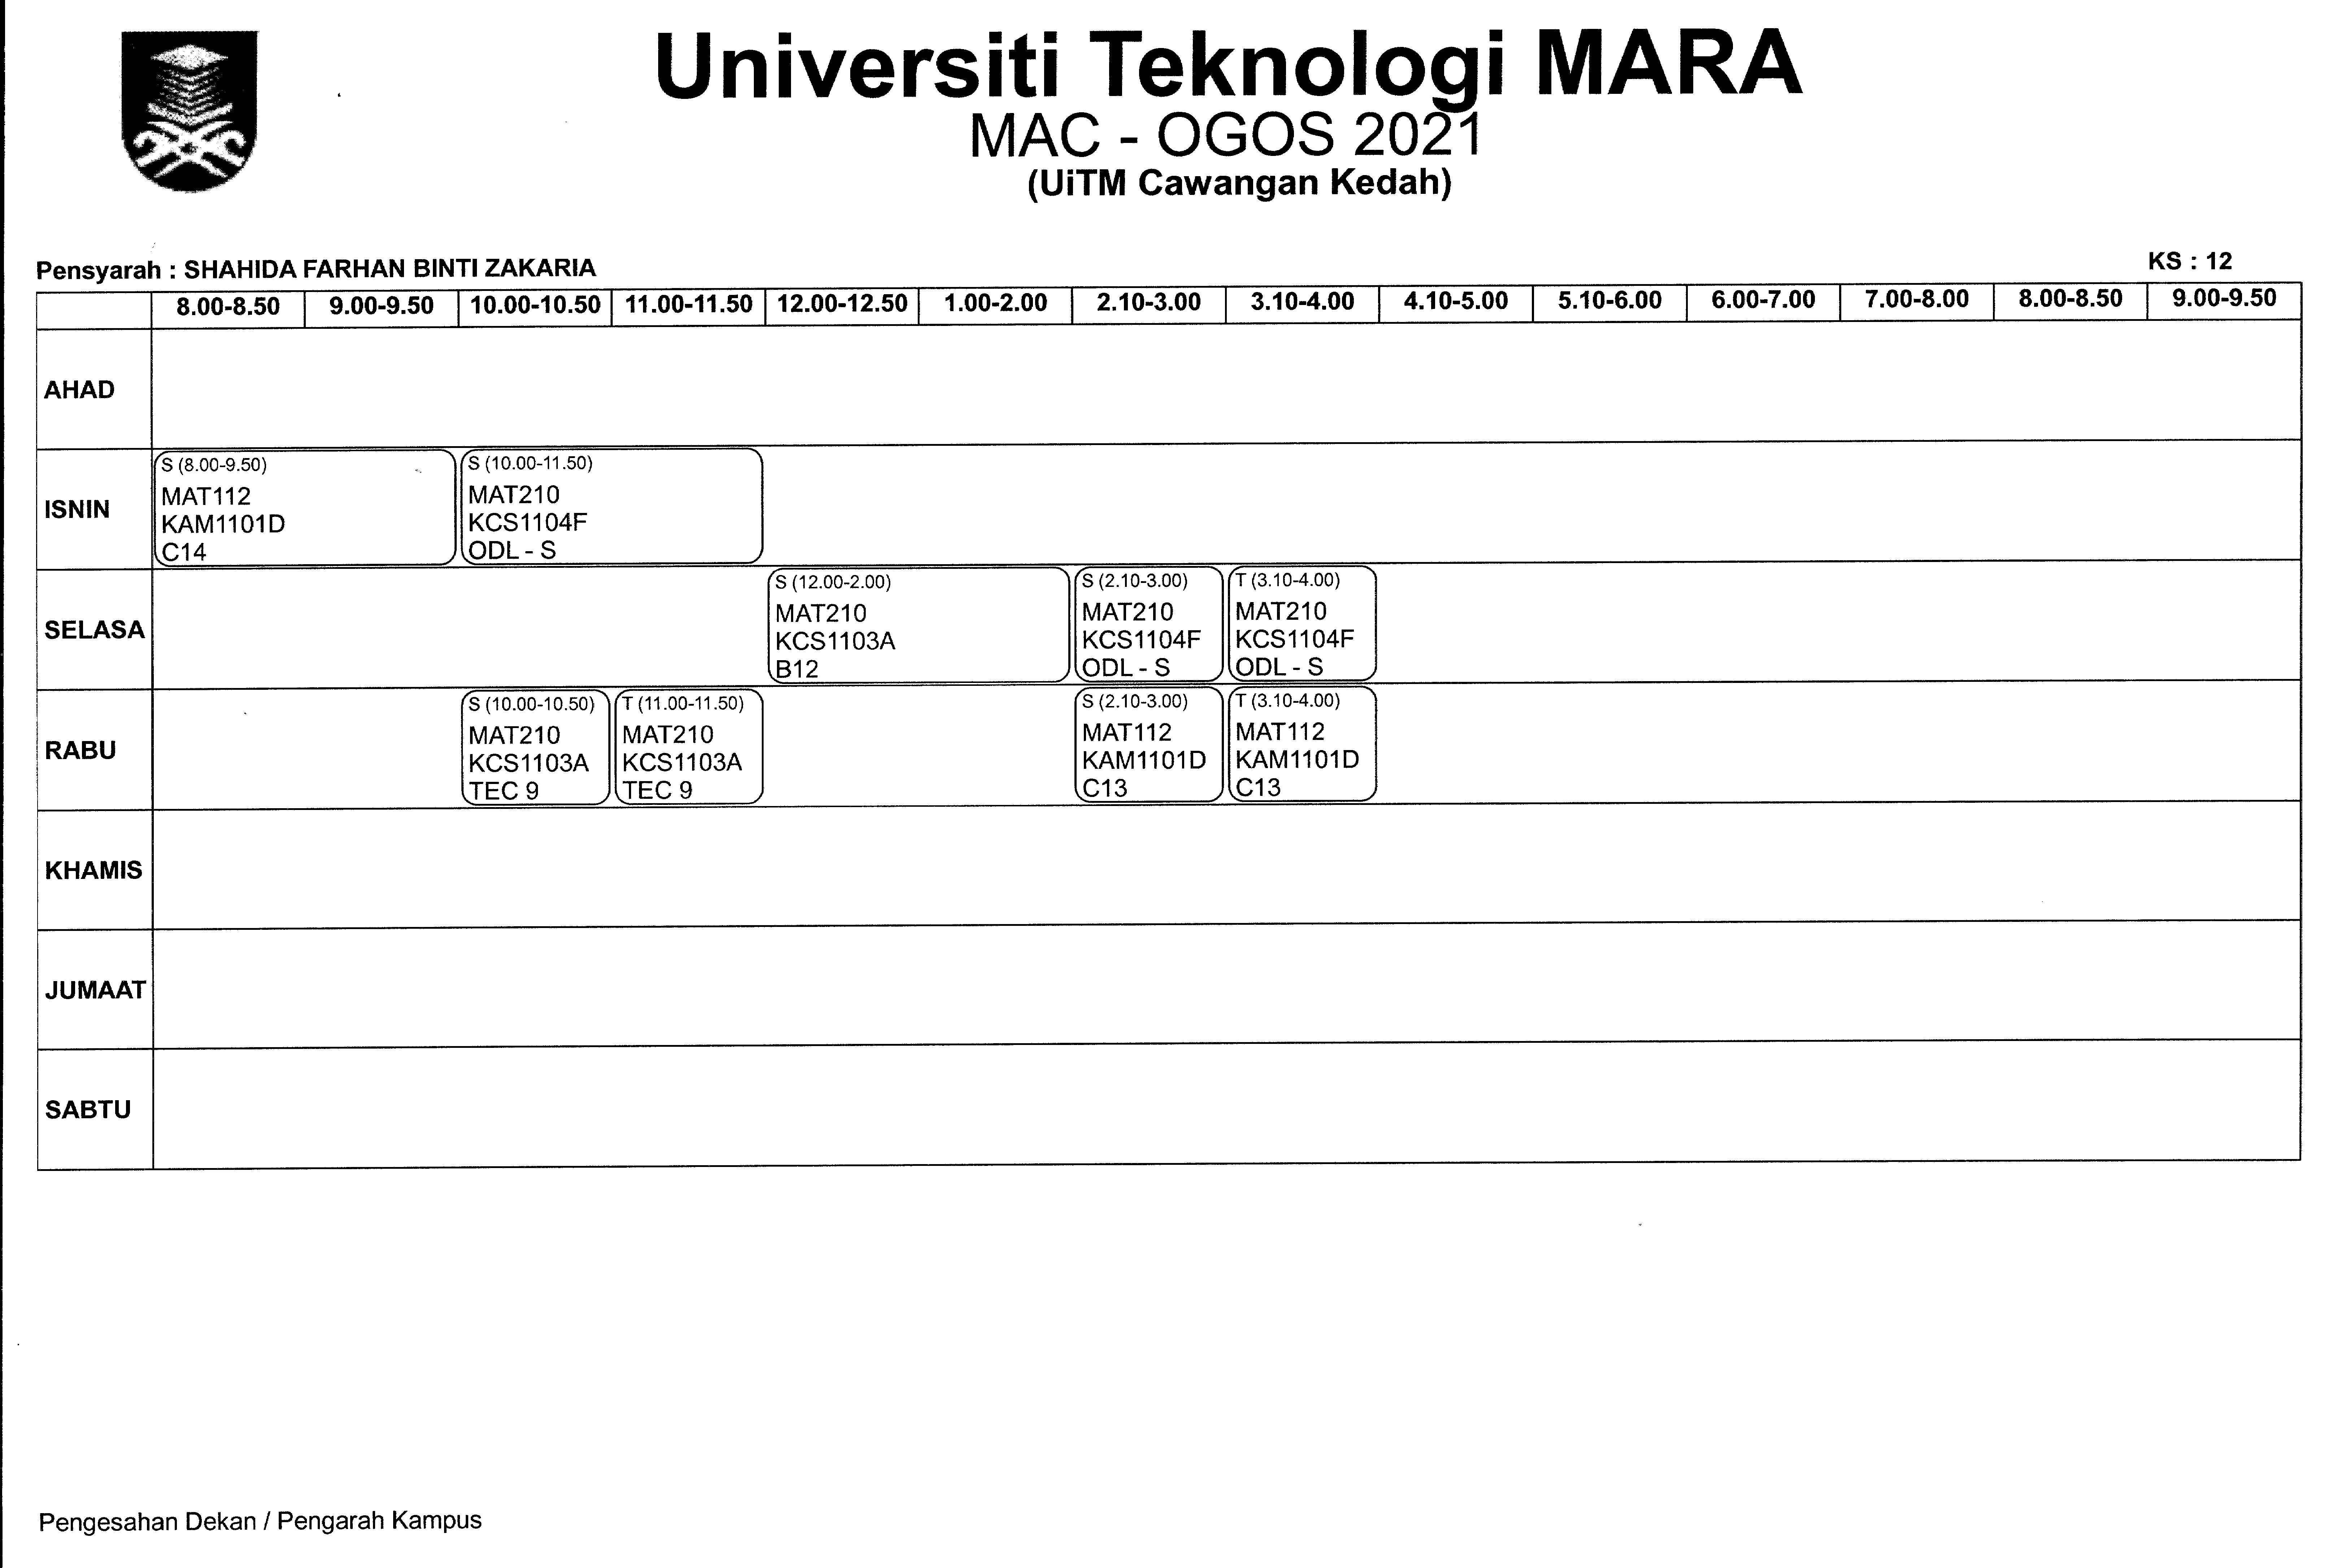 Universiti Teknologi MARA
MAC - OGOS 2021
(UiTM Cawangan Kedah)
Pensyarah : SHAHIDA FARHAN BINTI ZAKARIA
KS : 12
8.00-8.50 9.00-9.50 10.00-10.50 11.00-11.50 12.00-12.50 1.00-2.00 2.10-3.00 3.10-4.00 4.10-5.00 5.10-6.00 6.00-7.00 7.00-8.00 8.00-8.50 9.00-9.50
AHAD
ISNIN
S (8.00-9.50)
MAT112
KAM1101D
C14
S (10.00-11.50)
MAT210
KCS1104F
ODL - S
SELASA
S (12.00-2.00)
MAT210
KCS1103A
B12
S (2.10-3.00)
MAT210
KCS1104F
ODL - S
T (3.10-4.00)
MAT210
KCS1104F
ODL - S
RABU
S (10.00-10.50)
MAT210
KCS1103A
TEC 9
T (11.00-11.50)
MAT210
KCS1103A
TEC 9
S (2.10-3.00)
MAT112
KAM1101D
C13
T (3.10-4.00)
MAT112
KAM1101D
C13
KHAMIS
JUMAAT
SABTU
Pengesahan Dekan / Pengarah Kampus